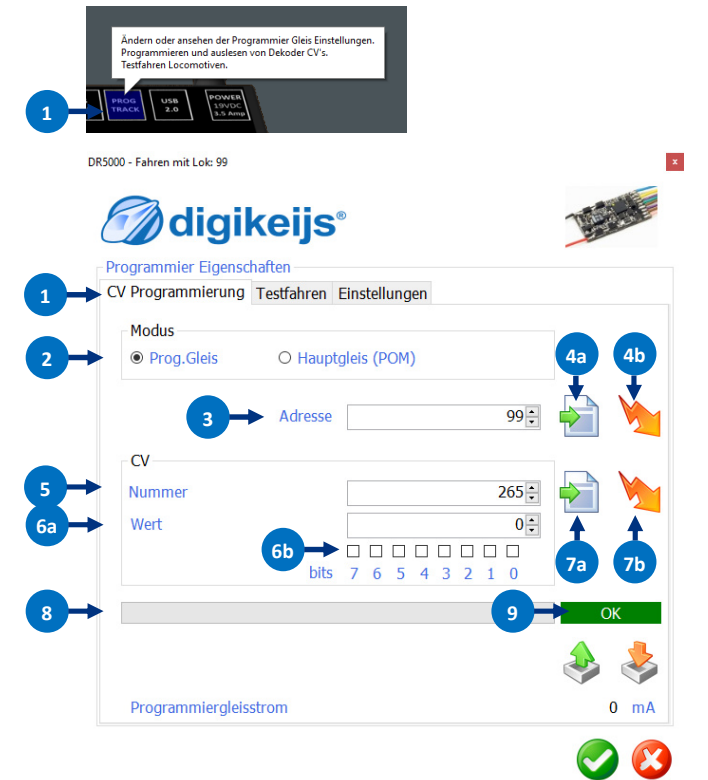 Ändern oder ansehen der Programmier Gleis Einstellungen.
Programmieren und auslesen von Dekoder CV's.
Testfahren Locomotiven.
1
PROG
TRACK
USB
2.0
POWER
19VDC
3.5 Amp
DR5000 - Fahren mit Lok: 99
x
digikeijs®
Programmier Eigenschaften
1
CV Programmierung Testfahren Einstellungen
Modus
2
Prog.Gleis Hauptgleis (POM)
4a 4b
3
Adresse 99
CV
5
Nummer 265
6a
Wert 0
6b
bits 7 6 5 4 3 2 1 0
7a 7b
8
9
OK
Programmiergleisstrom 0 mA